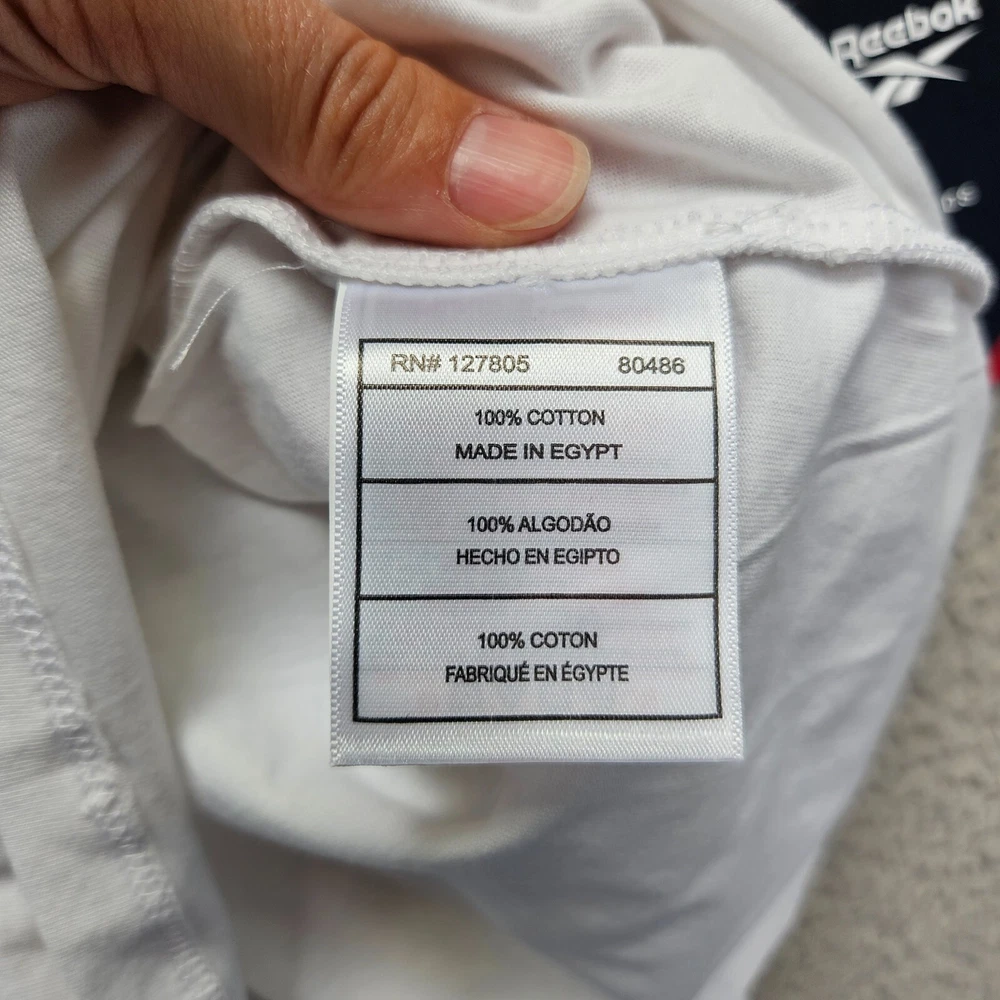 Reebok
RN# 127805 80486
100% COTTON
MADE IN EGYPT
100% ALGODÃO
HECHO EN EGIPTO
100% COTON
FABRIQUÉ EN ÉGYPTE